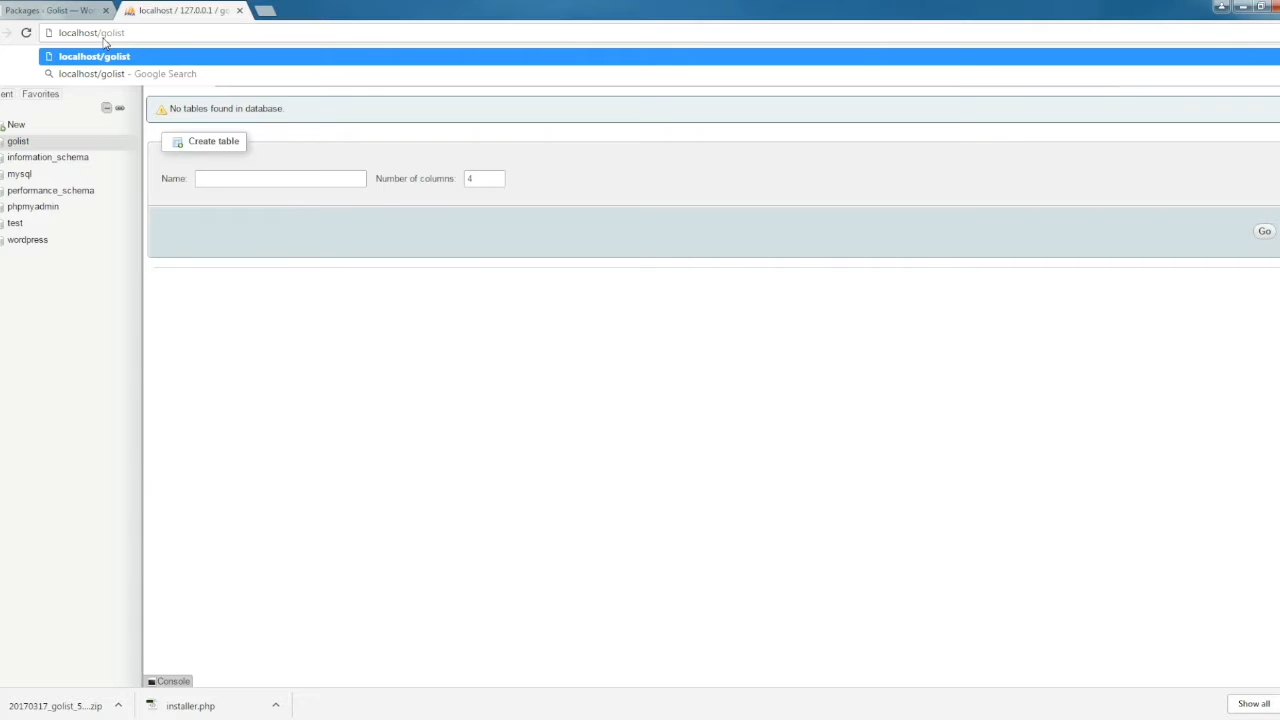 Packages ‹ Golist — Wo
localhost / 127.0.0.1 / go
localhost/golist
localhost/golist
localhost/golist - Google Search
ent Favorites
New
golist
information_schema
mysql
performance_schema
phpmyadmin
test
wordpress
No tables found in database.
Create table
Name: Number of columns: 4
Go
Console
20170317_golist_5....zip
installer.php
Show all